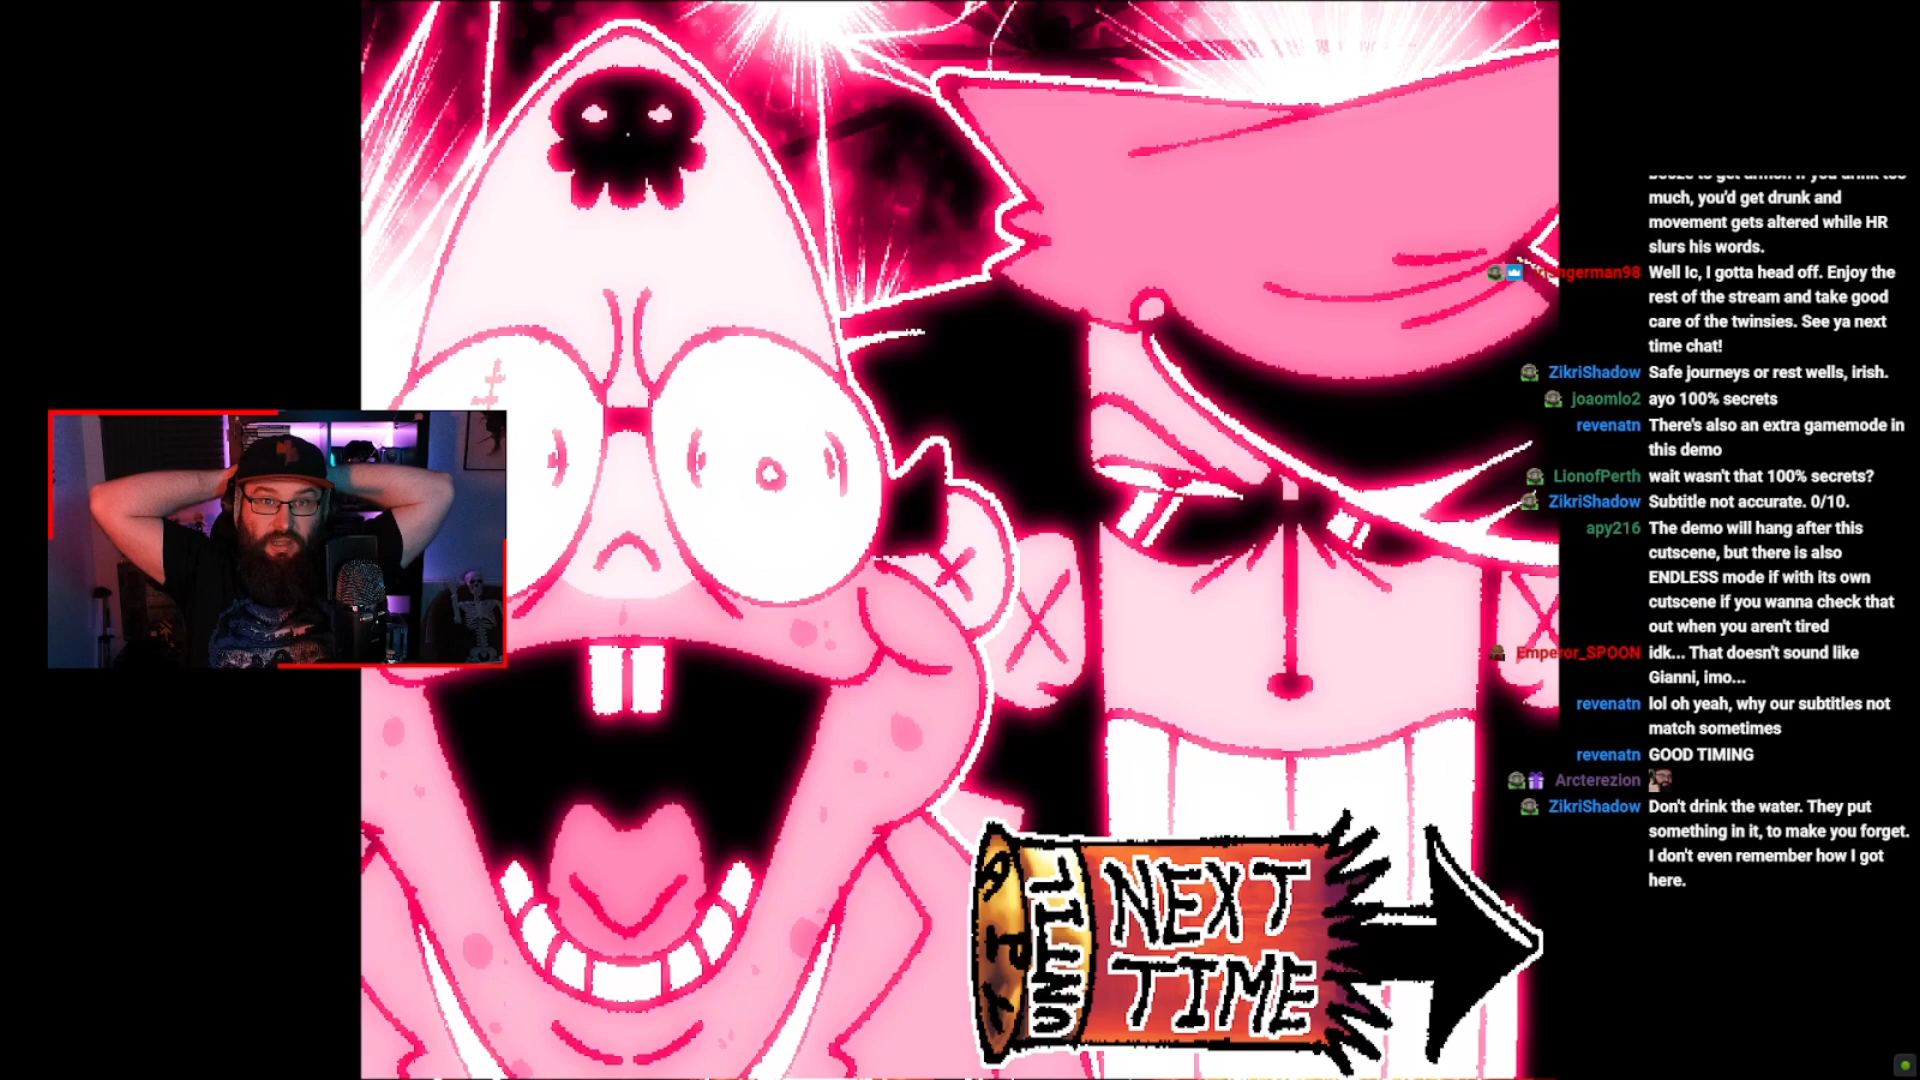 much, you'd get drunk and
movement gets altered while HR
slurs his words.
Well lc, I gotta head off. Enjoy the
rest of the stream and take good
care of the twinsies. See ya next
time chat!
ZikriShadow Safe journeys or rest wells, irish.
joaomlo2 ayo 100% secrets
revenatn There's also an extra gamemode in
this demo
LionofPerth wait wasn't that 100% secrets?
ZikriShadow Subtitle not accurate. 0/10.
apy216 The demo will hang after this
cutscene, but there is also
ENDLESS mode if with its own
cutscene if you wanna check that
out when you aren't tired
Emperor_SPOON idk... That doesn't sound like
Gianni, imo...
revenatn lol oh yeah, why our subtitles not
match sometimes
revenatn GOOD TIMING
Arcterezion
ZikriShadow Don't drink the water. They put
something in it, to make you forget.
I don't even remember how I got
here.
UNTIL
NEXT
TIME